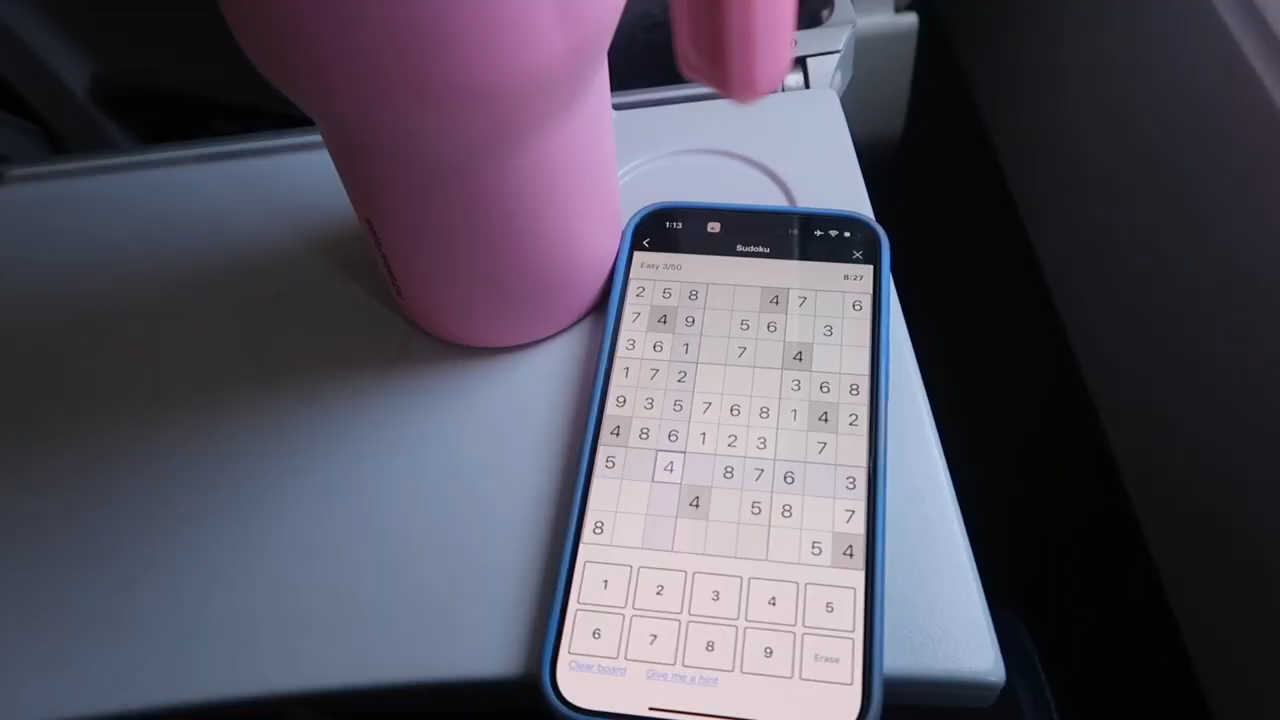 1:13
Sudoku
Easy 3/50
8:27
2 5 8 4 7 6
7 4 9 5 6 3
3 6 1 7 4
1 7 2 3 6 8
9 3 5 7 6 8 1 4 2
4 8 6 1 2 3 7
5 4 8 7 6 3
4 5 8 7
8 5 4
1 2 3 4 5
6 7 8 9 Erase
Clear board Give me a hint